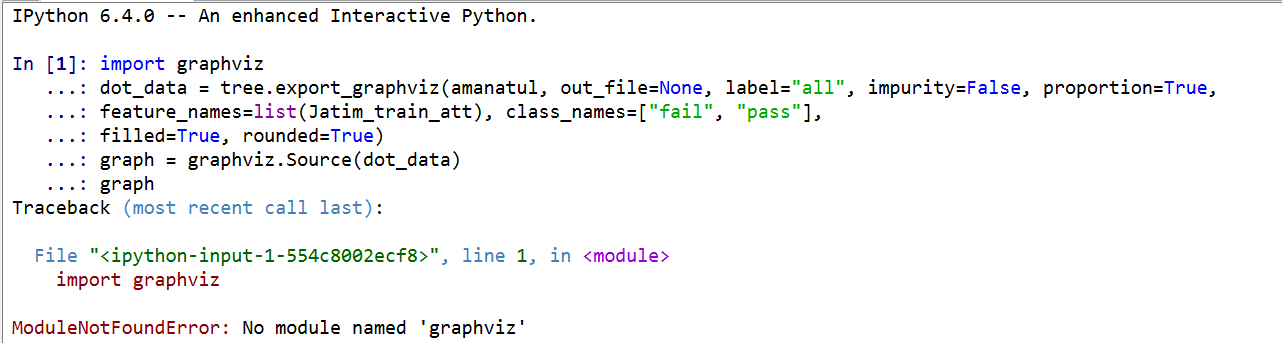 IPython 6.4.0 -- An enhanced Interactive Python.
In [1]: import graphviz
...: dot_data = tree.export_graphviz(amanatul, out_file=None, label="all", impurity=False, proportion=True,
...: feature_names=list(Jatim_train_att), class_names=["fail", "pass"],
...: filled=True, rounded=True)
...: graph = graphviz.Source(dot_data)
...: graph
Traceback (most recent call last):
File "<ipython-input-1-554c8002ecf8>", line 1, in <module>
import graphviz
ModuleNotFoundError: No module named 'graphviz'